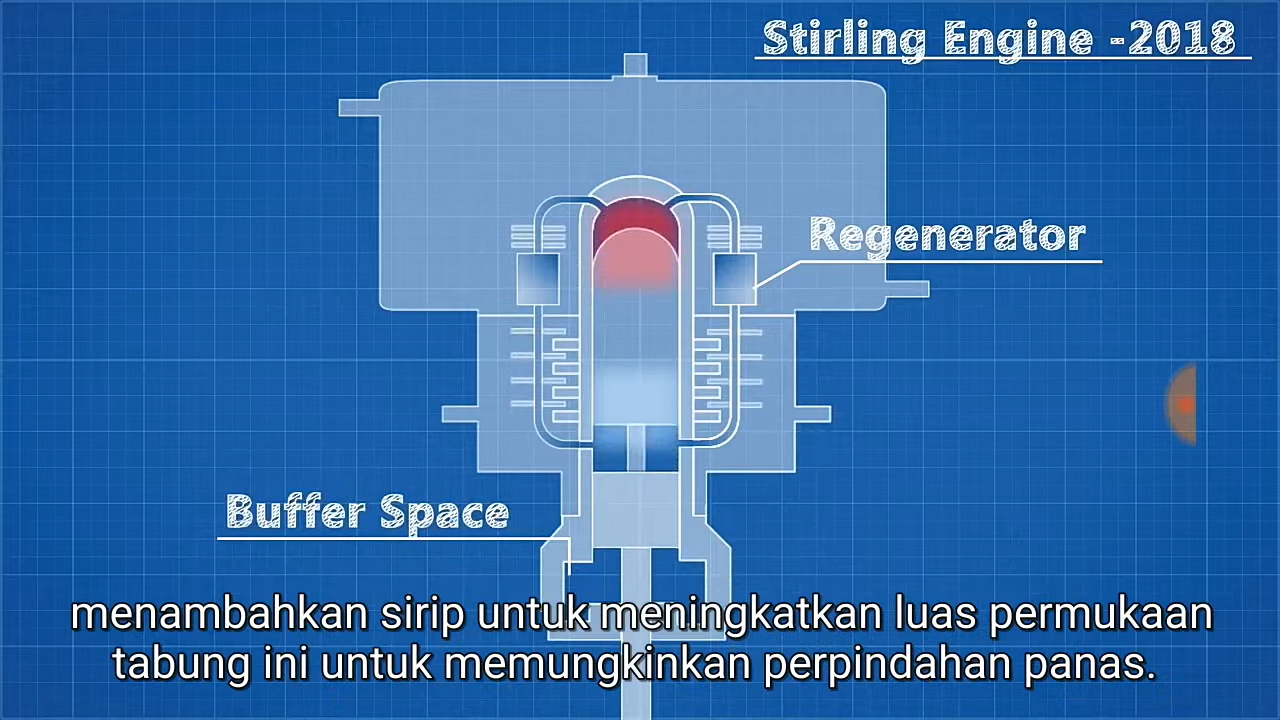 Stirling Engine -2018
Regenerator
Buffer Space
menambahkan sirip untuk meningkatkan luas permukaan
tabung ini untuk memungkinkan perpindahan panas.